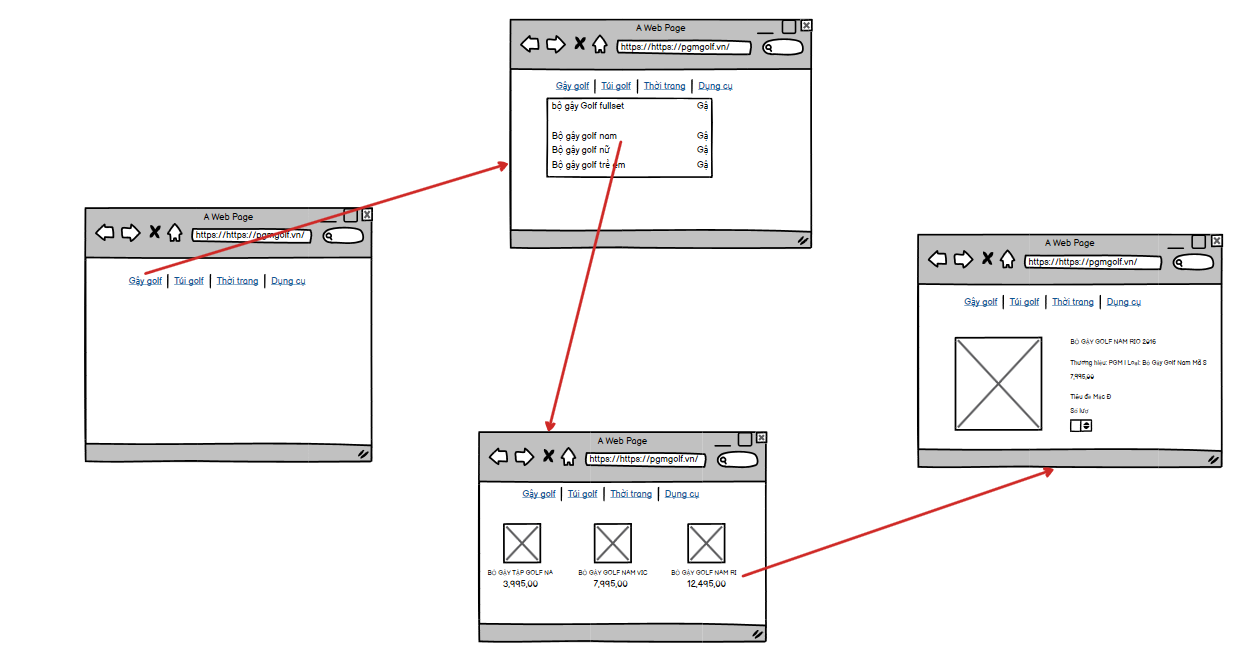 A Web Page
https://https://pgmgolf.vn/
Gậy golf | Túi golf | Thời trang | Dụng cụ
bộ gậy Golf fullset Gậ
Bộ gậy golf nam Gậ
Bộ gậy golf nữ Gậ
Bộ gậy golf trẻ em Gậ
A Web Page
https://https://pgmgolf.vn/
Gậy golf | Túi golf | Thời trang | Dụng cụ
A Web Page
https://https://pgmgolf.vn/
Gậy golf | Túi golf | Thời trang | Dụng cụ
BỘ GẬY GOLF NAM RIO 2016
Thương hiệu: PGM | Loại: Bộ Gậy Golf Nam Mã S
7,995,00
Tiêu đề Mặc Đ
Số lượ
A Web Page
https://https://pgmgolf.vn/
Gậy golf | Túi golf | Thời trang | Dụng cụ
BỘ GẬY TẬP GOLF NA BỘ GẬY GOLF NAM VIC BỘ GẬY GOLF NAM RI
3,995,00 7,995,00 12,495,00